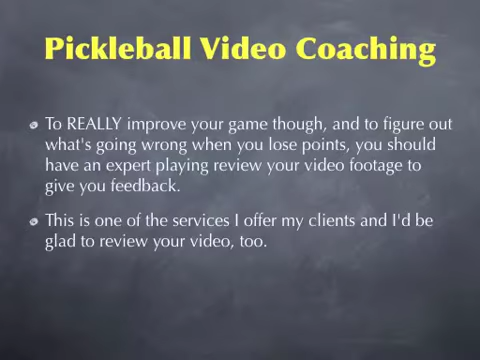 Pickleball Video Coaching
To REALLY improve your game though, and to figure out
what's going wrong when you lose points, you should
have an expert playing review your video footage to
give you feedback.
This is one of the services I offer my clients and I'd be
glad to review your video, too.